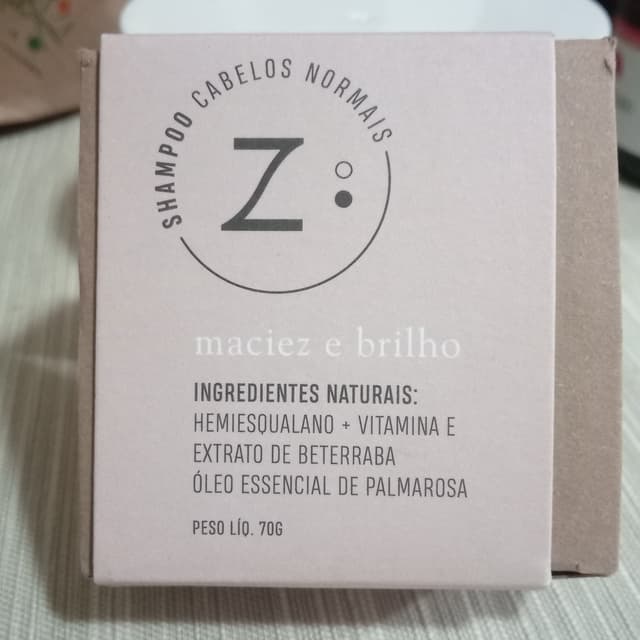 SHAMPOO CABELOS NORMAIS
Z:
maciez e brilho
INGREDIENTES NATURAIS:
HEMIESQUALANO + VITAMINA E
EXTRATO DE BETERRABA
ÓLEO ESSENCIAL DE PALMAROSA
PESO LÍQ. 70G